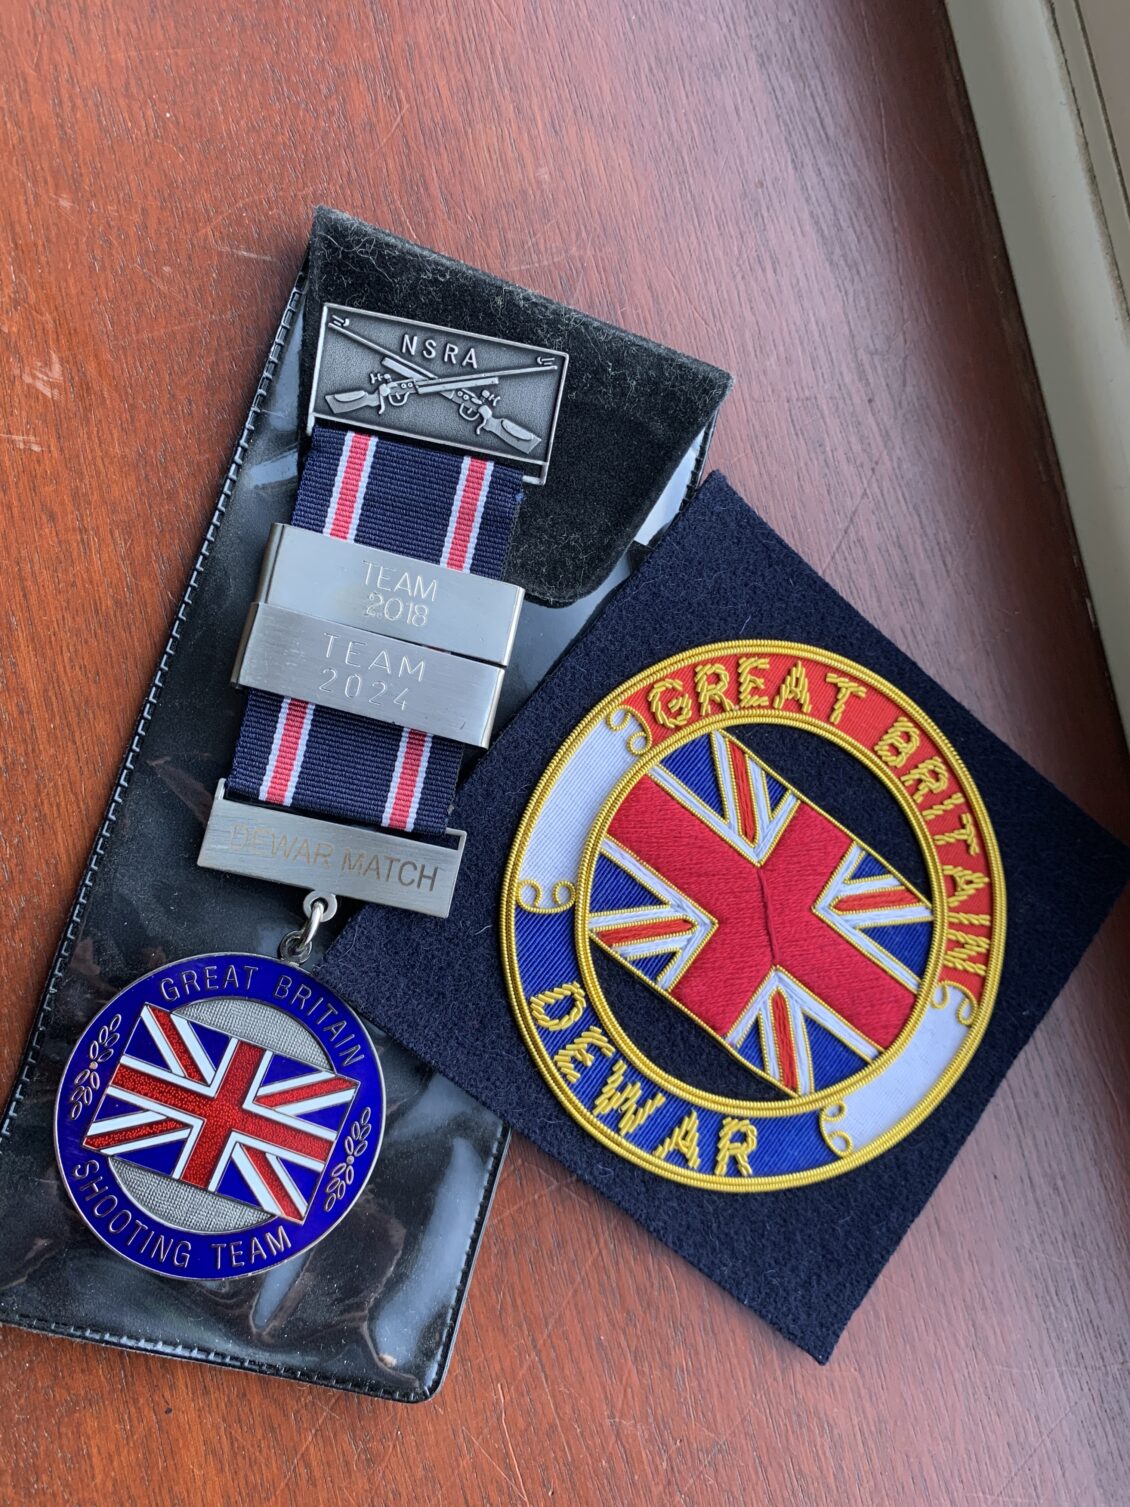 NSRA
TEAM
2018
TEAM
2024
DEWAR MATCH
GREAT BRITAIN
SHOOTING TEAM
GREAT BRITAIN
DEWAR